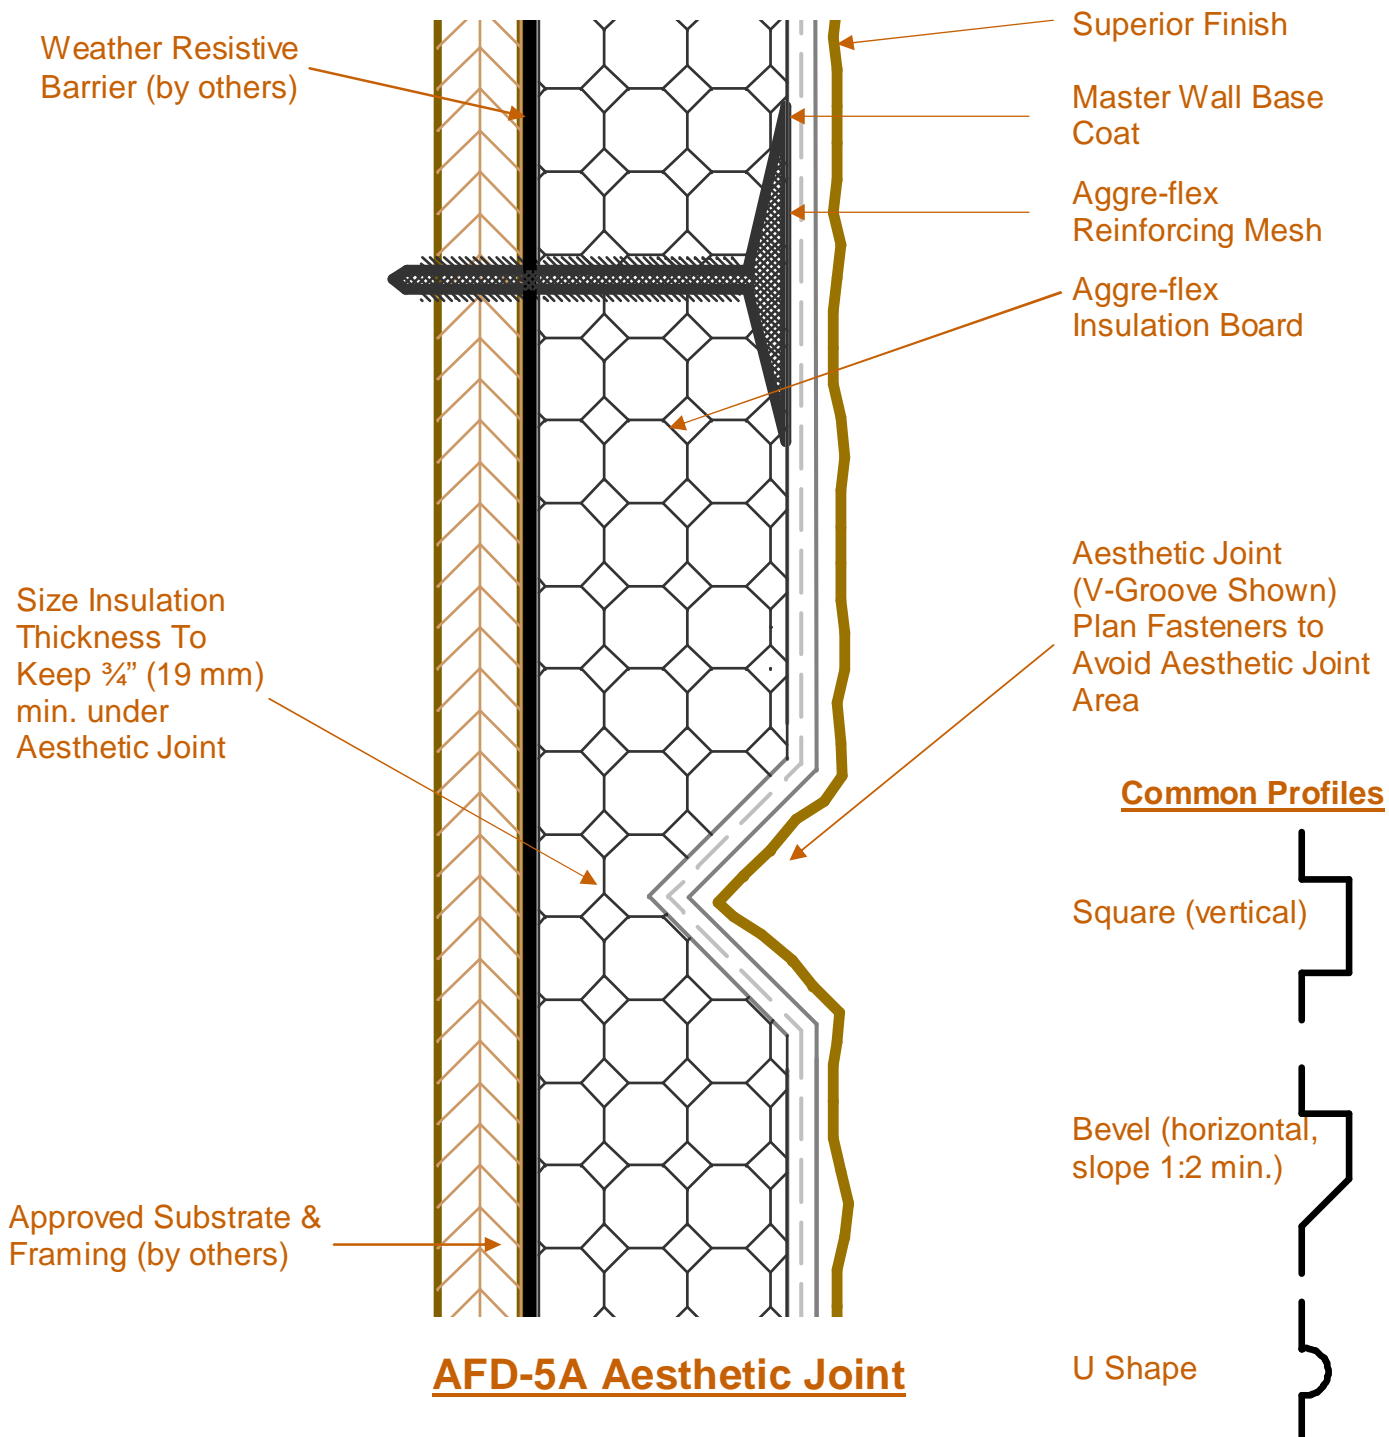 Weather Resistive
Barrier (by others)
Superior Finish
Master Wall Base
Coat
Aggre-flex
Reinforcing Mesh
Aggre-flex
Insulation Board
Size Insulation
Thickness To
Keep ¾” (19 mm)
min. under
Aesthetic Joint
Aesthetic Joint
(V-Groove Shown)
Plan Fasteners to
Avoid Aesthetic Joint
Area
Common Profiles
Square (vertical)
Bevel (horizontal,
slope 1:2 min.)
U Shape
Approved Substrate &
Framing (by others)
AFD-5A Aesthetic Joint